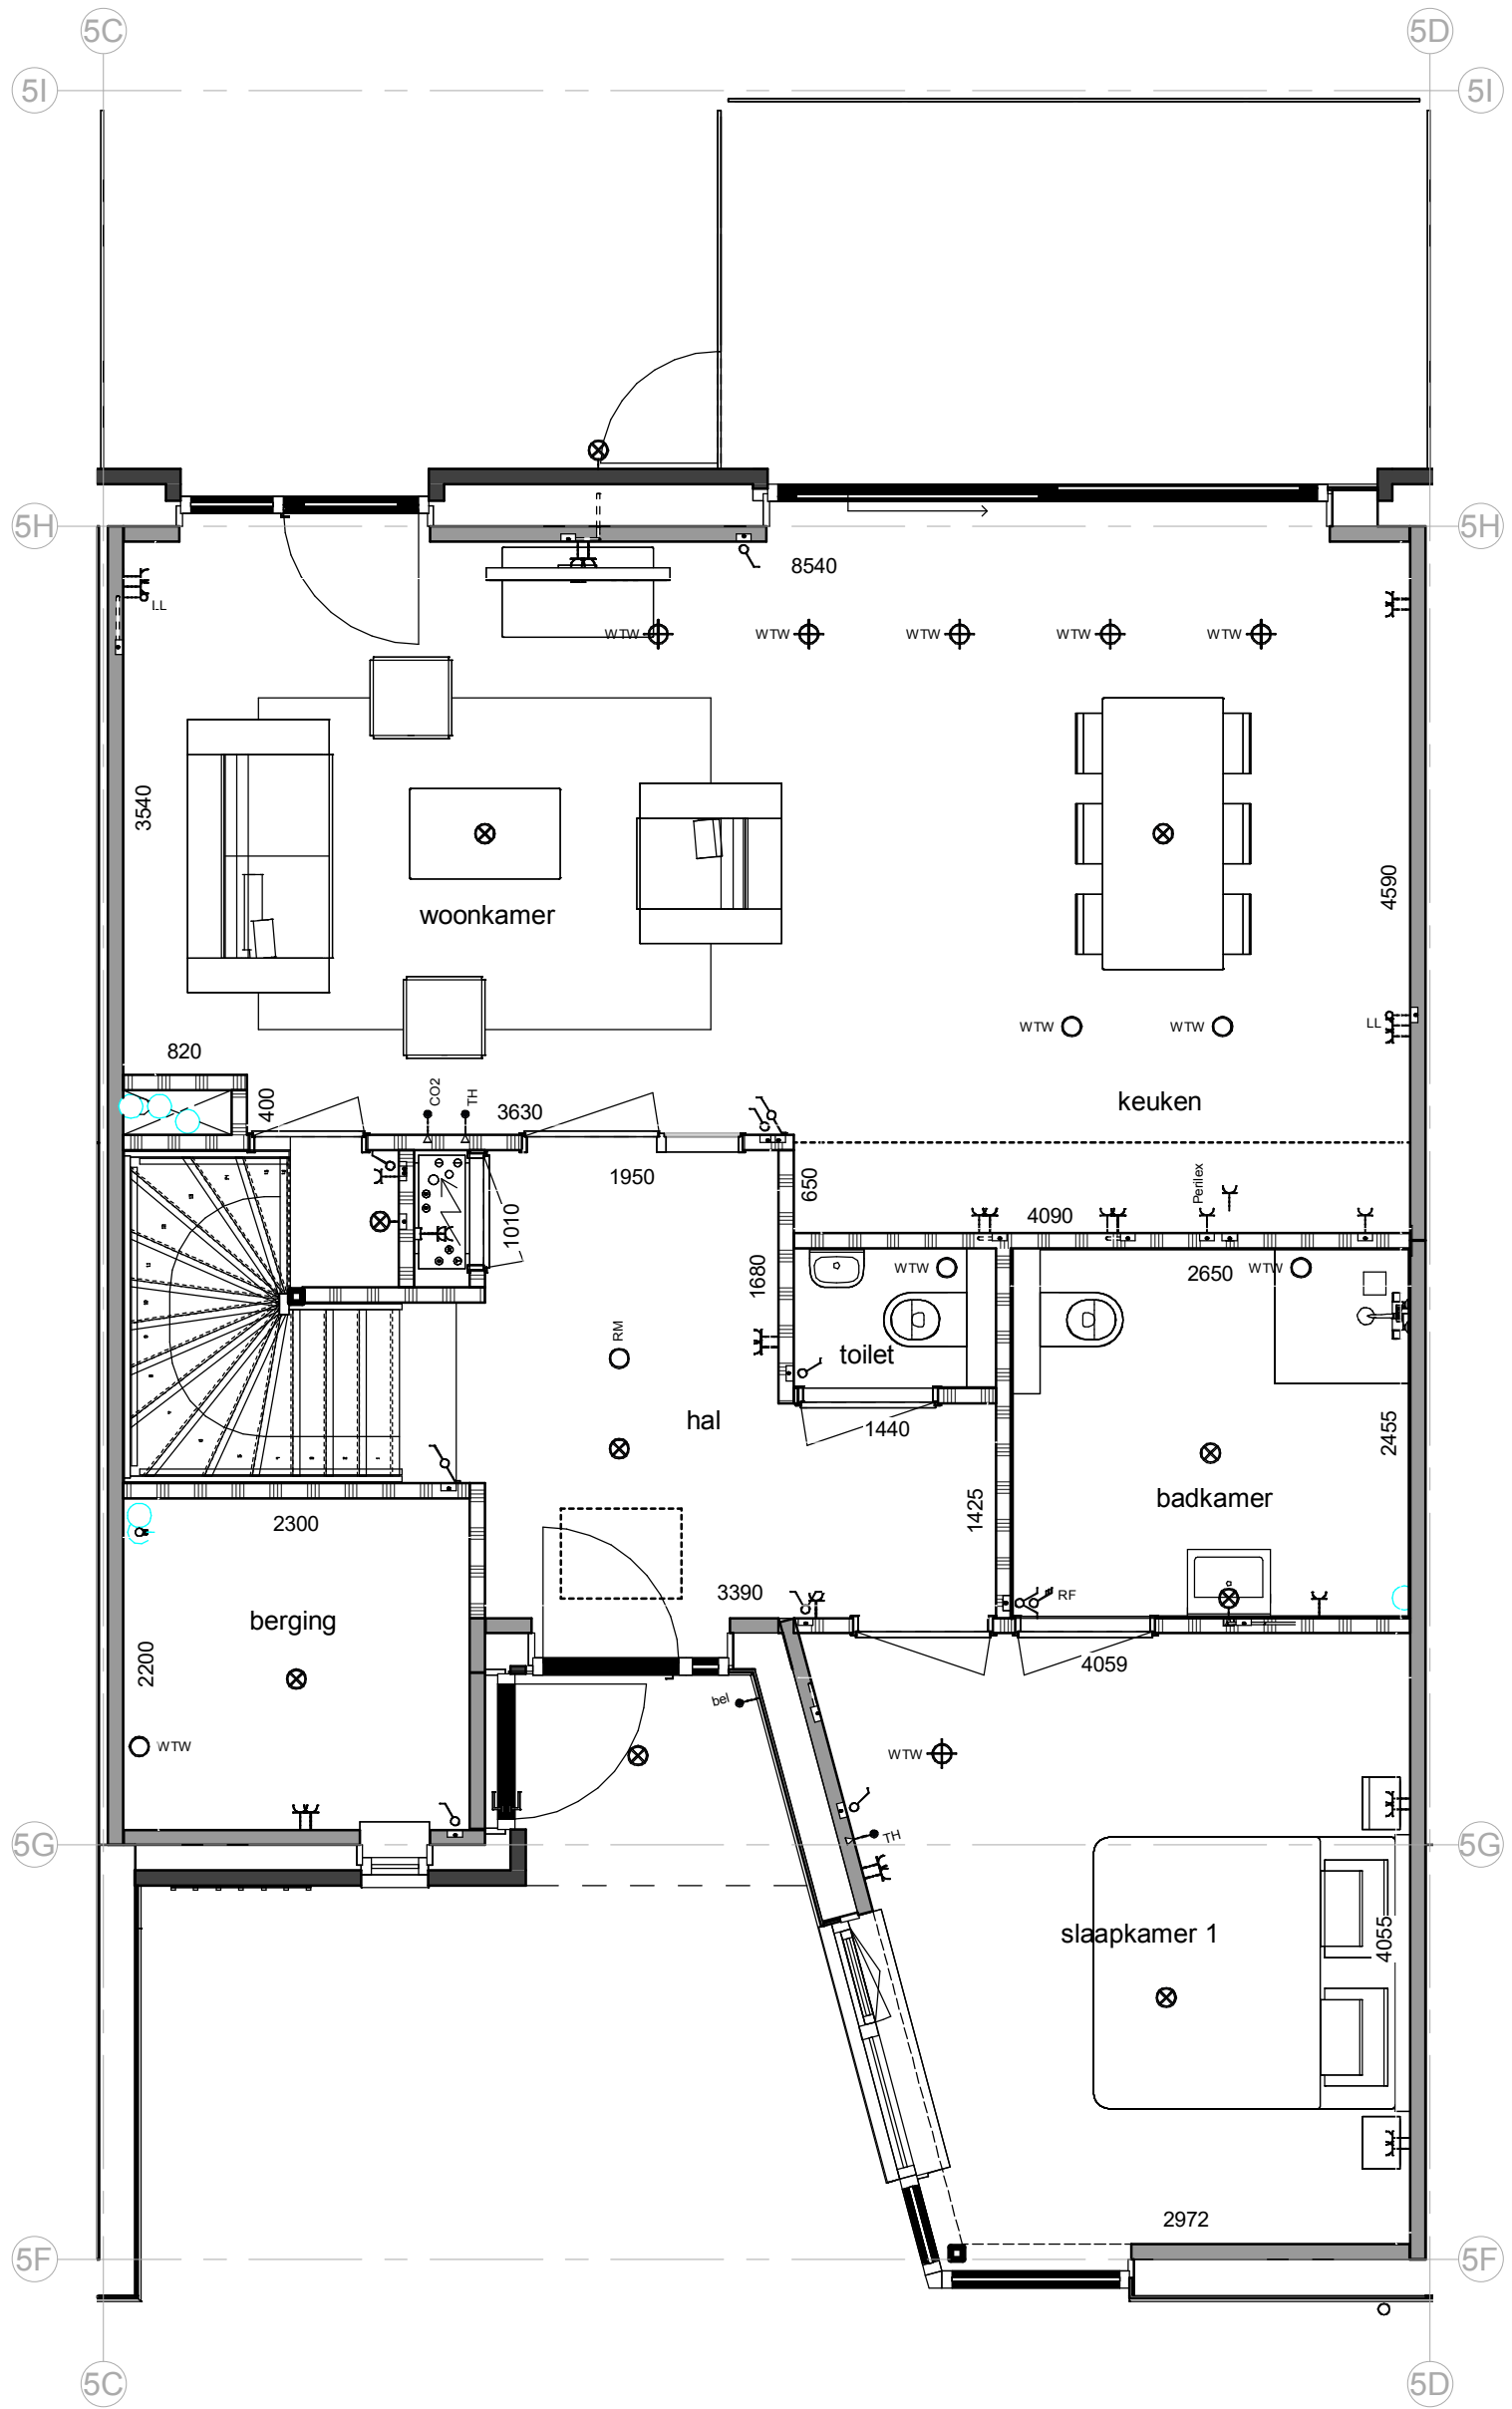 5C
5D
5I
5I
5H
5H
8540
LL
WTW
WTW
WTW
WTW
WTW
3540
4590
woonkamer
WTW
WTW
LL
820
400
CO2
TH
3630
keuken
1950
650
Perilex
1010
4090
1680
WTW
2650
WTW
RM
toilet
hal
1440
2455
badkamer
1425
2300
3390
RF
berging
2200
4059
bel
WTW
WTW
TH
5G
5G
slaapkamer 1
4055
2972
5F
5F
5C
5D